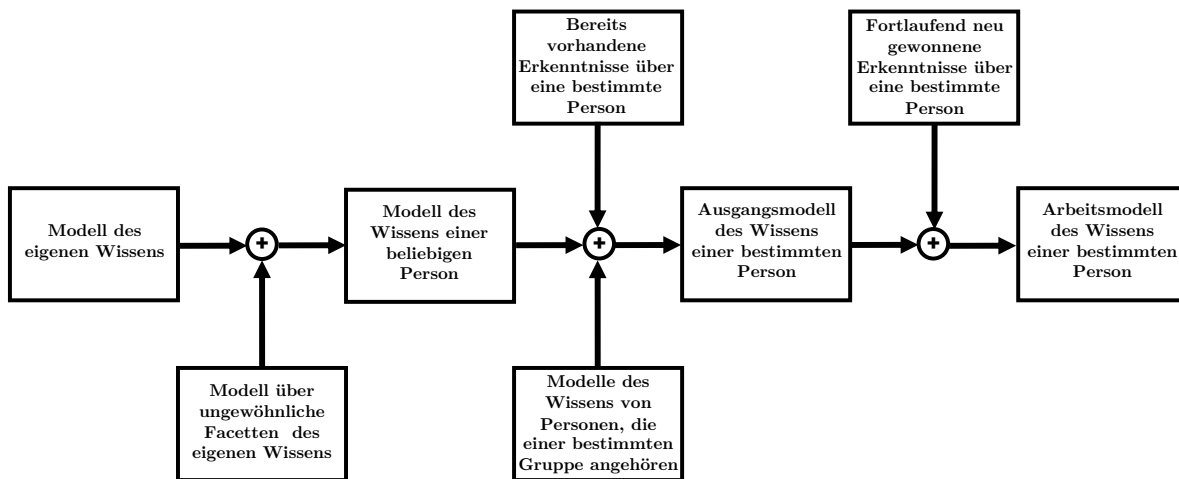 Bereits
vorhandene
Erkenntnisse über
eine bestimmte
Person
Fortlaufend neu
gewonnene
Erkenntnisse über
eine bestimmte
Person
Modell des
eigenen Wissens
+
Modell des
Wissens einer
beliebigen
Person
+
Ausgangsmodell
des Wissens
einer bestimmten
Person
+
Arbeitsmodell
des Wissens
einer bestimmten
Person
Modell über
ungewöhnliche
Facetten des
eigenen Wissens
Modelle des
Wissens von
Personen, die
einer bestimmten
Gruppe angehören